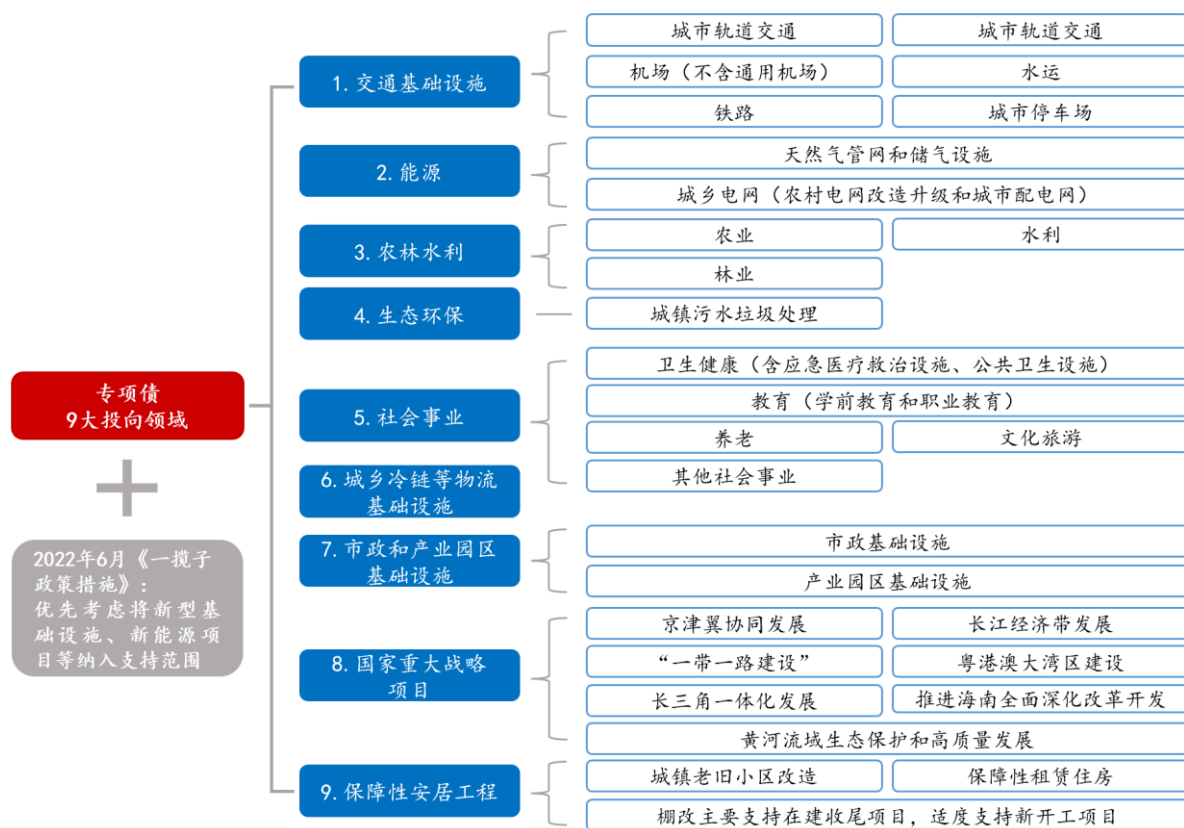 专项债
9大投向领域
2022年6月《一揽子
政策措施》:
优先考虑将新型基
础设施、新能源项
目等纳入支持范围
1. 交通基础设施
城市轨道交通
城市轨道交通
机场（不含通用机场）
水运
铁路
城市停车场
2. 能源
天然气管网和储气设施
城乡电网（农村电网改造升级和城市配电网）
3. 农林水利
农业
水利
林业
4. 生态环保
城镇污水垃圾处理
5. 社会事业
卫生健康（含应急医疗救治设施、公共卫生设施）
教育（学前教育和职业教育）
养老
文化旅游
其他社会事业
6. 城乡冷链等物流
基础设施
7. 市政和产业园区
基础设施
市政基础设施
产业园区基础设施
8. 国家重大战略
项目
京津翼协同发展
长江经济带发展
“一带一路建设”
粤港澳大湾区建设
长三角一体化发展
推进海南全面深化改革开发
黄河流域生态保护和高质量发展
9. 保障性安居工程
城镇老旧小区改造
保障性租赁住房
棚改主要支持在建收尾项目，适度支持新开工项目